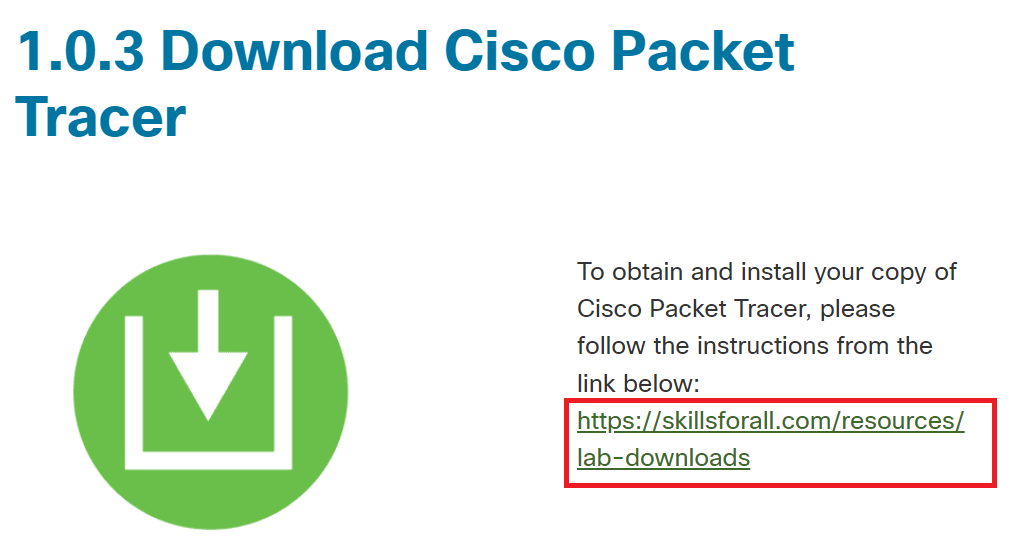 1.0.3 Download Cisco Packet
Tracer
To obtain and install your copy of
Cisco Packet Tracer, please
follow the instructions from the
link below:
https://skillsforall.com/resources/
lab-downloads